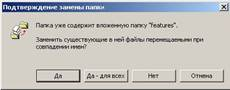 Подтверждение замены папки
Папка уже содержит вложенную папку "features".
Заменить существующие в ней файлы перемещаемыми при
совпадении имен?
Да
Да - для всех
Нет
Отмена